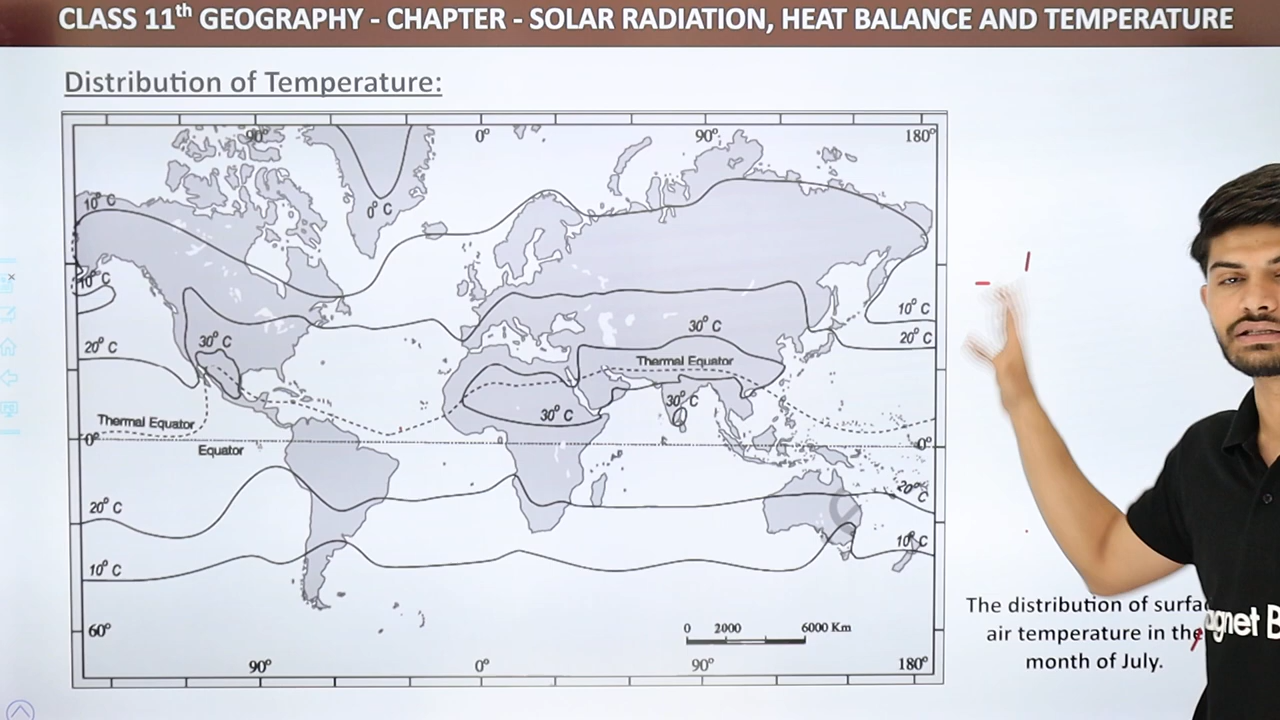 CLASS 11th GEOGRAPHY - CHAPTER - SOLAR RADIATION, HEAT BALANCE AND TEMPERATURE
Distribution of Temperature:
90° 0° 90° 180°
10° C
0° C
10° C
10° C
20° C
30° C
30° C
20° C
Thermal Equator
30° C
30° C
Thermal Equator
0°
0°
Equator
20° C
20° C
10° C
10° C
60°
0 2000 6000 Km
90° 0° 90° 180°
The distribution of
air temperature in the
month of July.
gnet B